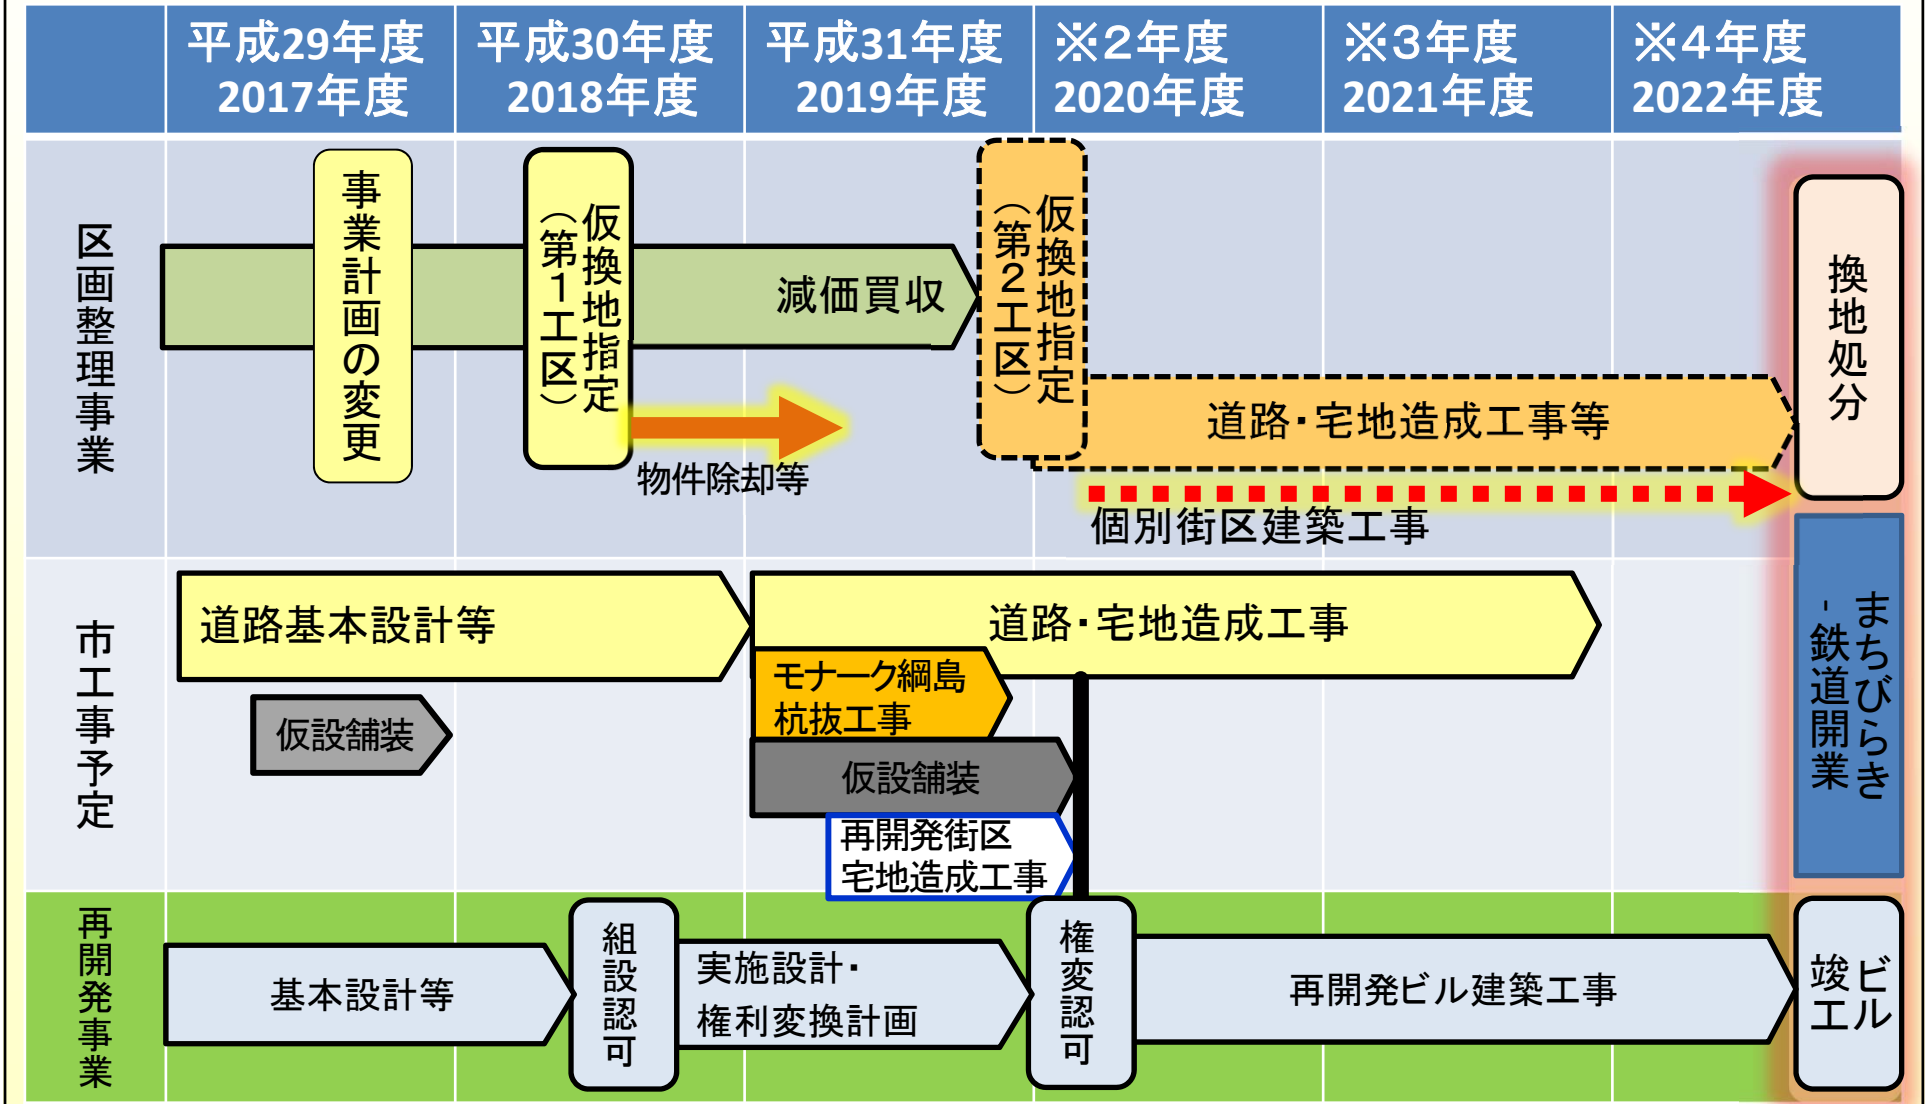 平成29年度
2017年度
平成30年度
2018年度
平成31年度
2019年度
※2年度
2020年度
※3年度
2021年度
※4年度
2022年度
区画整理事業
事業計画の変更
仮換地指定
（第1工区）
減価買収
物件除却等
仮換地指定
（第2工区）
道路・宅地造成工事等
個別街区建築工事
換地処分
市工事予定
道路基本設計等
仮設舗装
道路・宅地造成工事
モナーク綱島
杭抜工事
仮設舗装
再開発街区
宅地造成工事
まちびらき
-鉄道開業
再開発事業
基本設計等
組設認可
実施設計・
権利変換計画
権変認可
再開発ビル建築工事
ビル
竣工